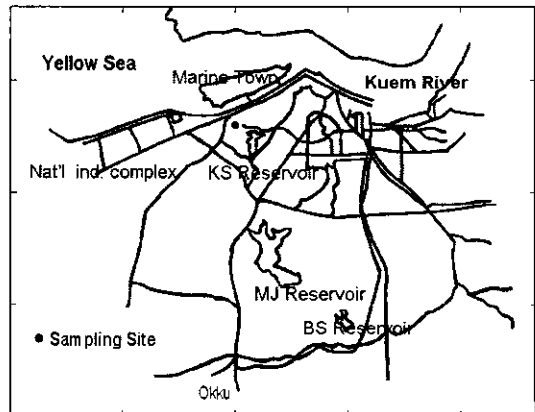 Yellow Sea
Marine Town
Kuem River
Nat'l ind. complex
KS Reservoir
MJ Reservoir
BS Reservoir
• Sampling Site
Okku